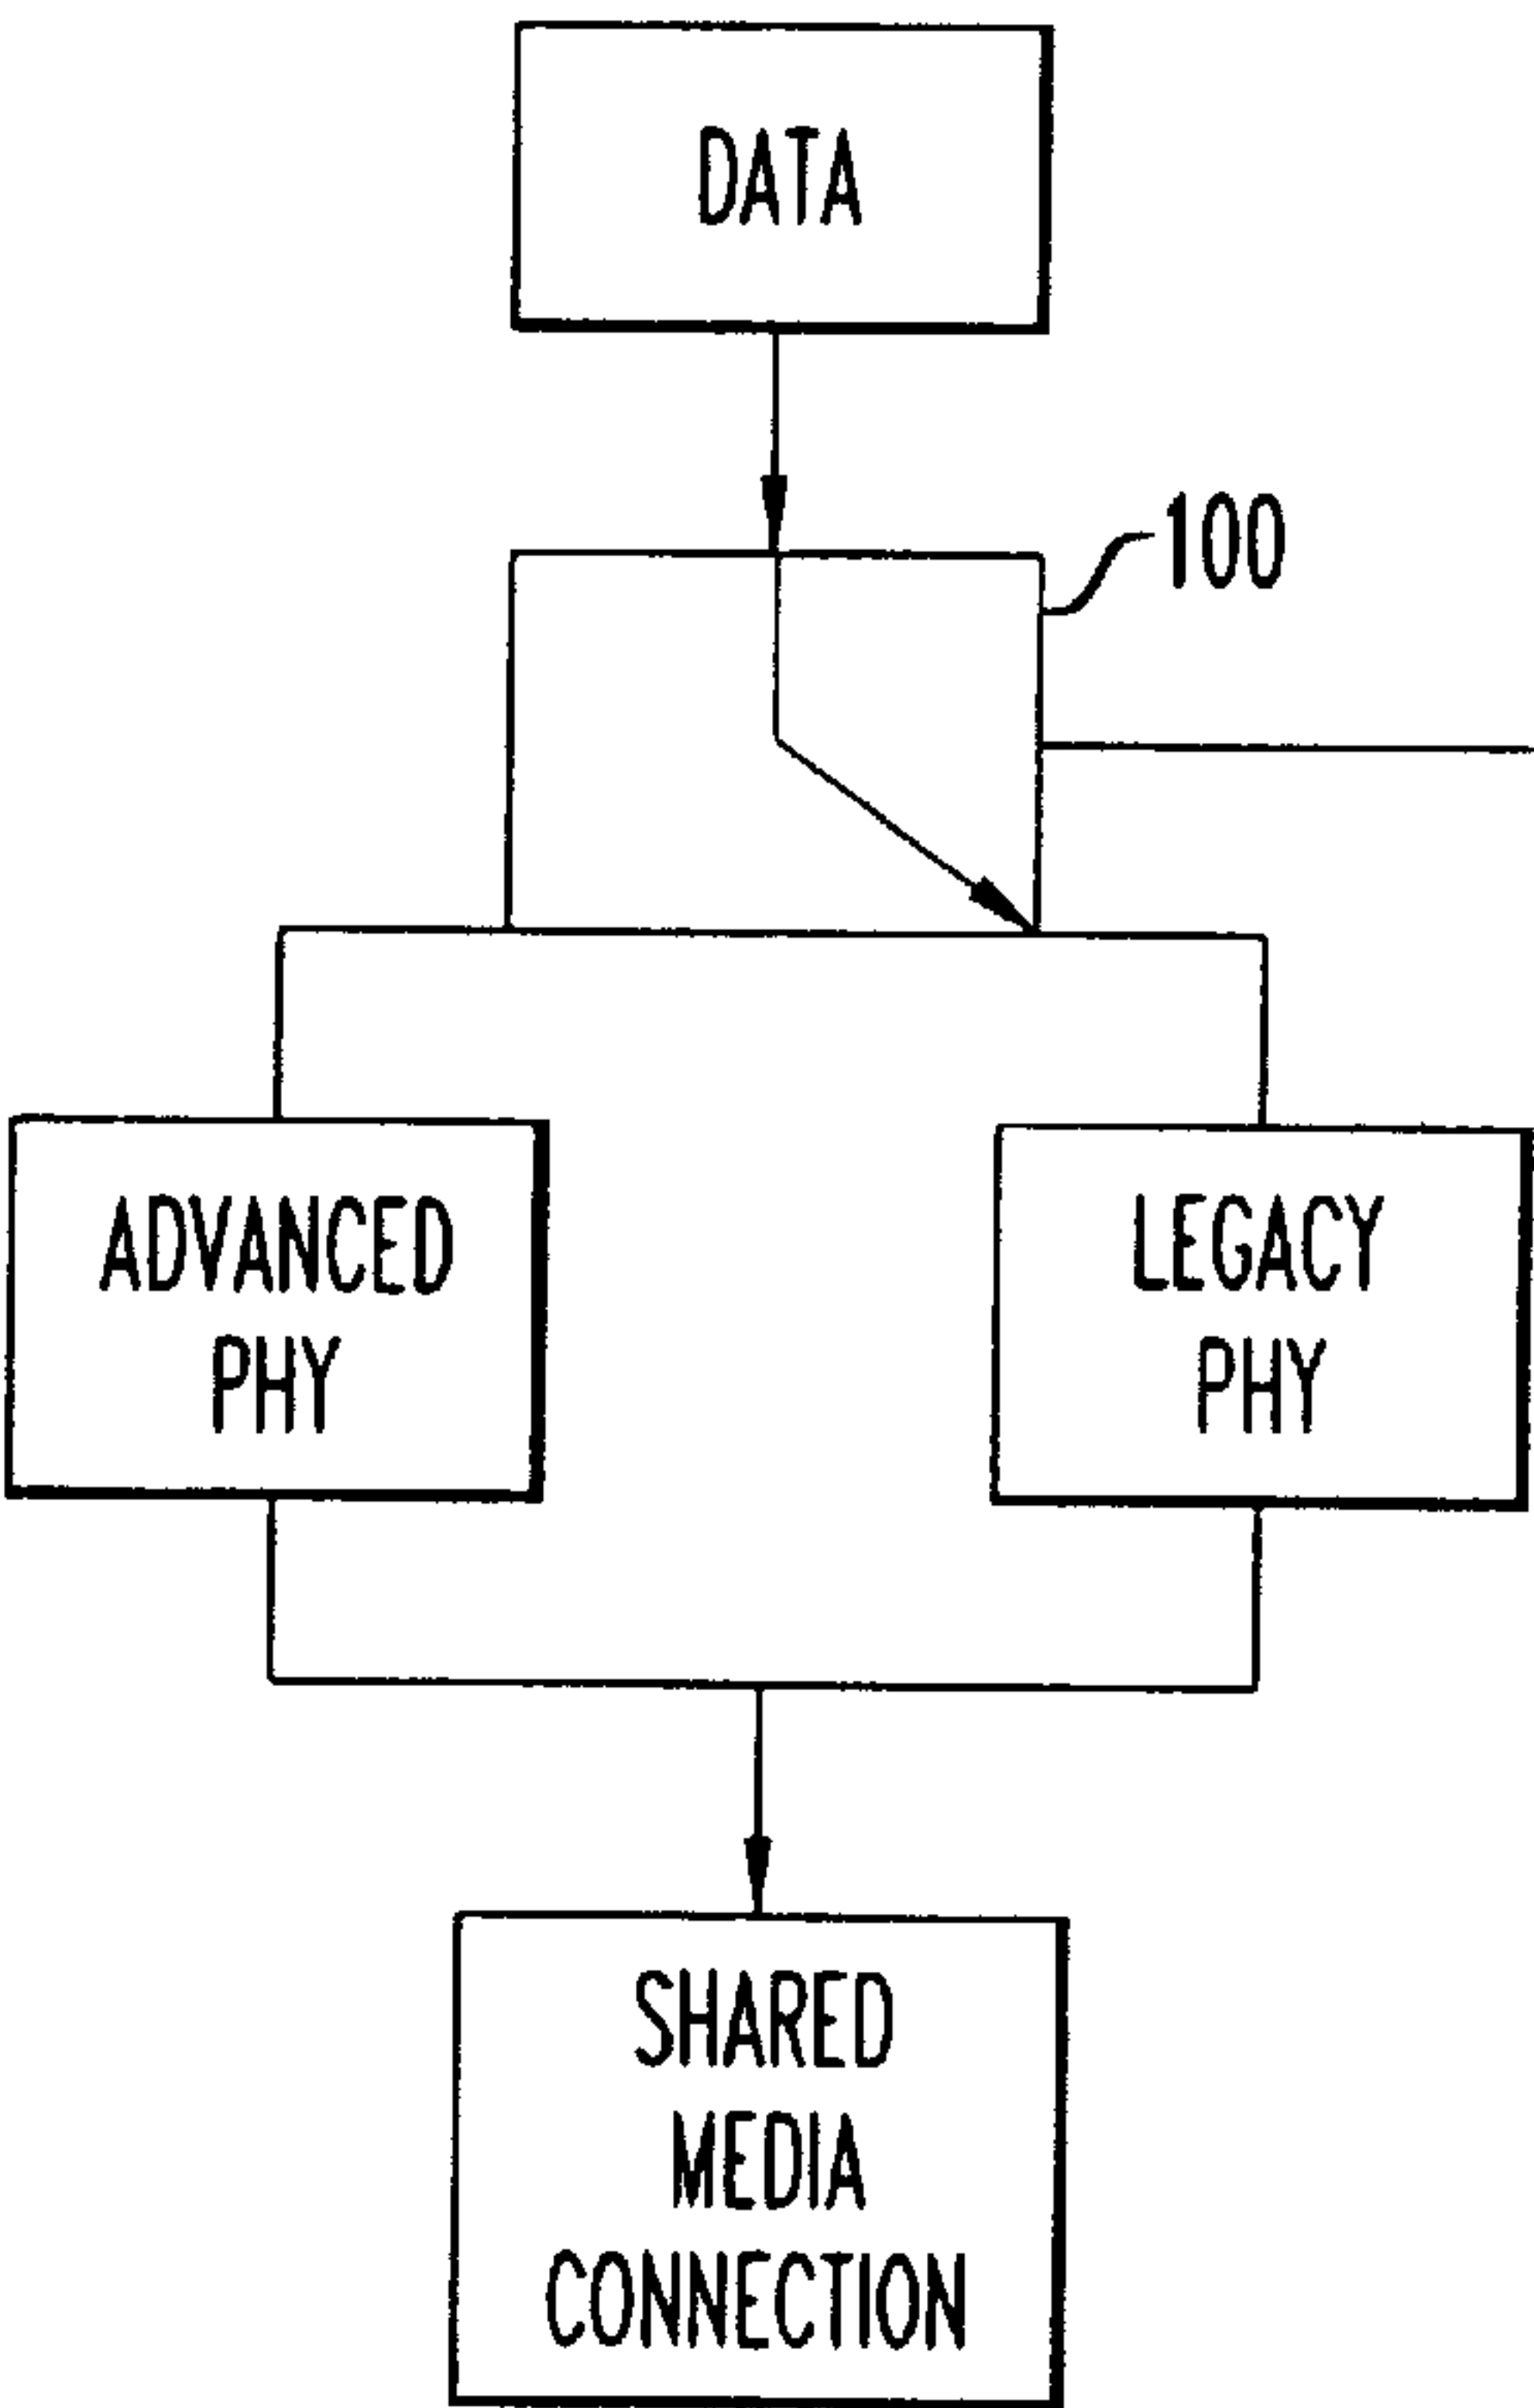 DATA
100
ADVANCED
PHY
LEGACY
PHY
SHARED
MEDIA
CONNECTION